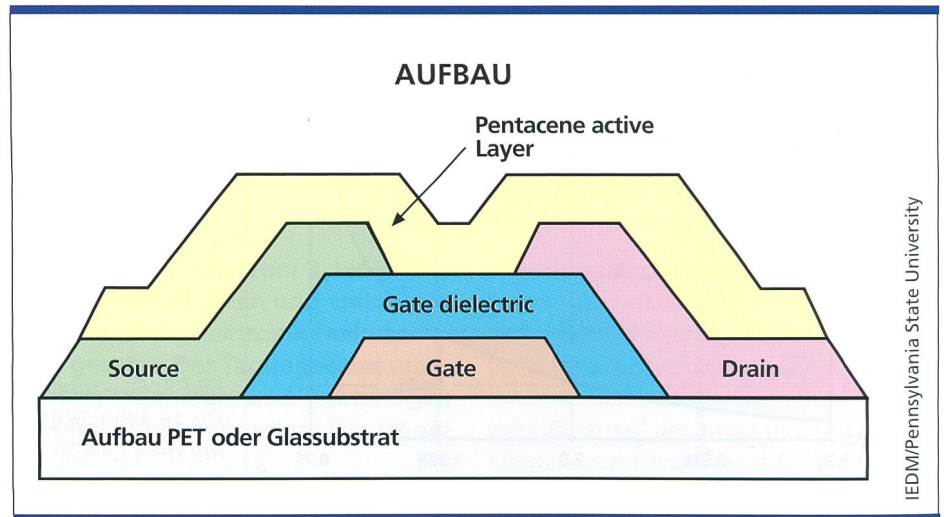 AUFBAU
Pentacene active
Layer
Gate dielectric
Source
Gate
Drain
Aufbau PET oder Glassubstrat
IEDM/Pennsylvania State University